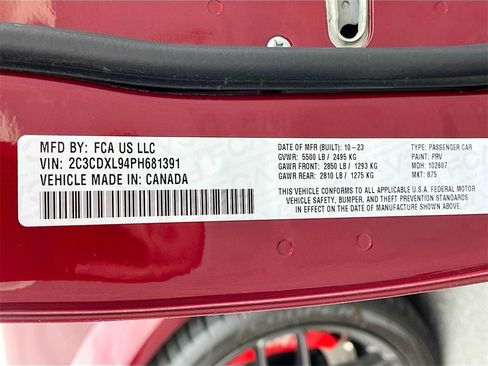 MFD BY: FCA US LLC
VIN: 2C3CDXL94PH681391
VEHICLE MADE IN: CANADA
DATE OF MFR (BUILT): 10-23
GVWR: 5500 LB / 2495 KG
GAWR FRONT: 2850 LB / 1293 KG
GAWR REAR: 2810 LB / 1275 KG
TYPE: PASSENGER CAR
PAINT: PRV
MDH: 102607
MKT: 875
THIS VEHICLE CONFORMS TO ALL APPLICABLE U.S.A. FEDERAL MOTOR
VEHICLE SAFETY, BUMPER, AND THEFT PREVENTION STANDARDS
IN EFFECT ON THE DATE OF MANUFACTURE SHOWN ABOVE.